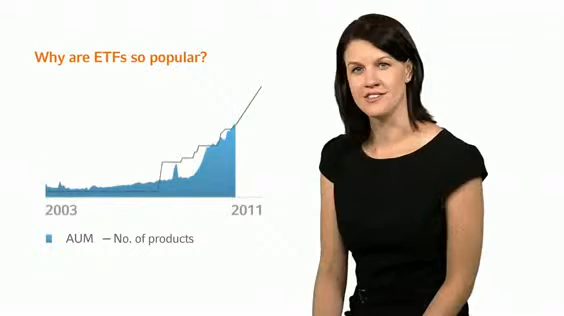 Why are ETFs so popular?
2003 2011
AUM – No. of products